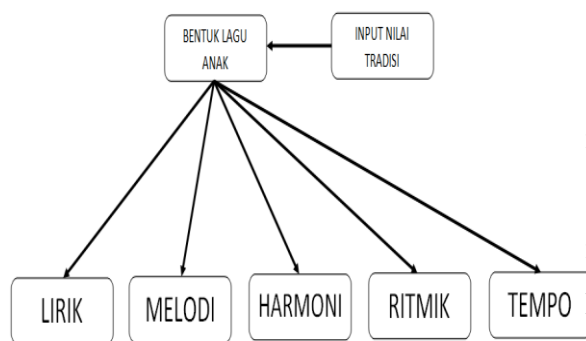 BENTUK LAGU
ANAK
INPUT NILAI
TRADISI
LIRIK
MELODI
HARMONI
RITMIK
TEMPO